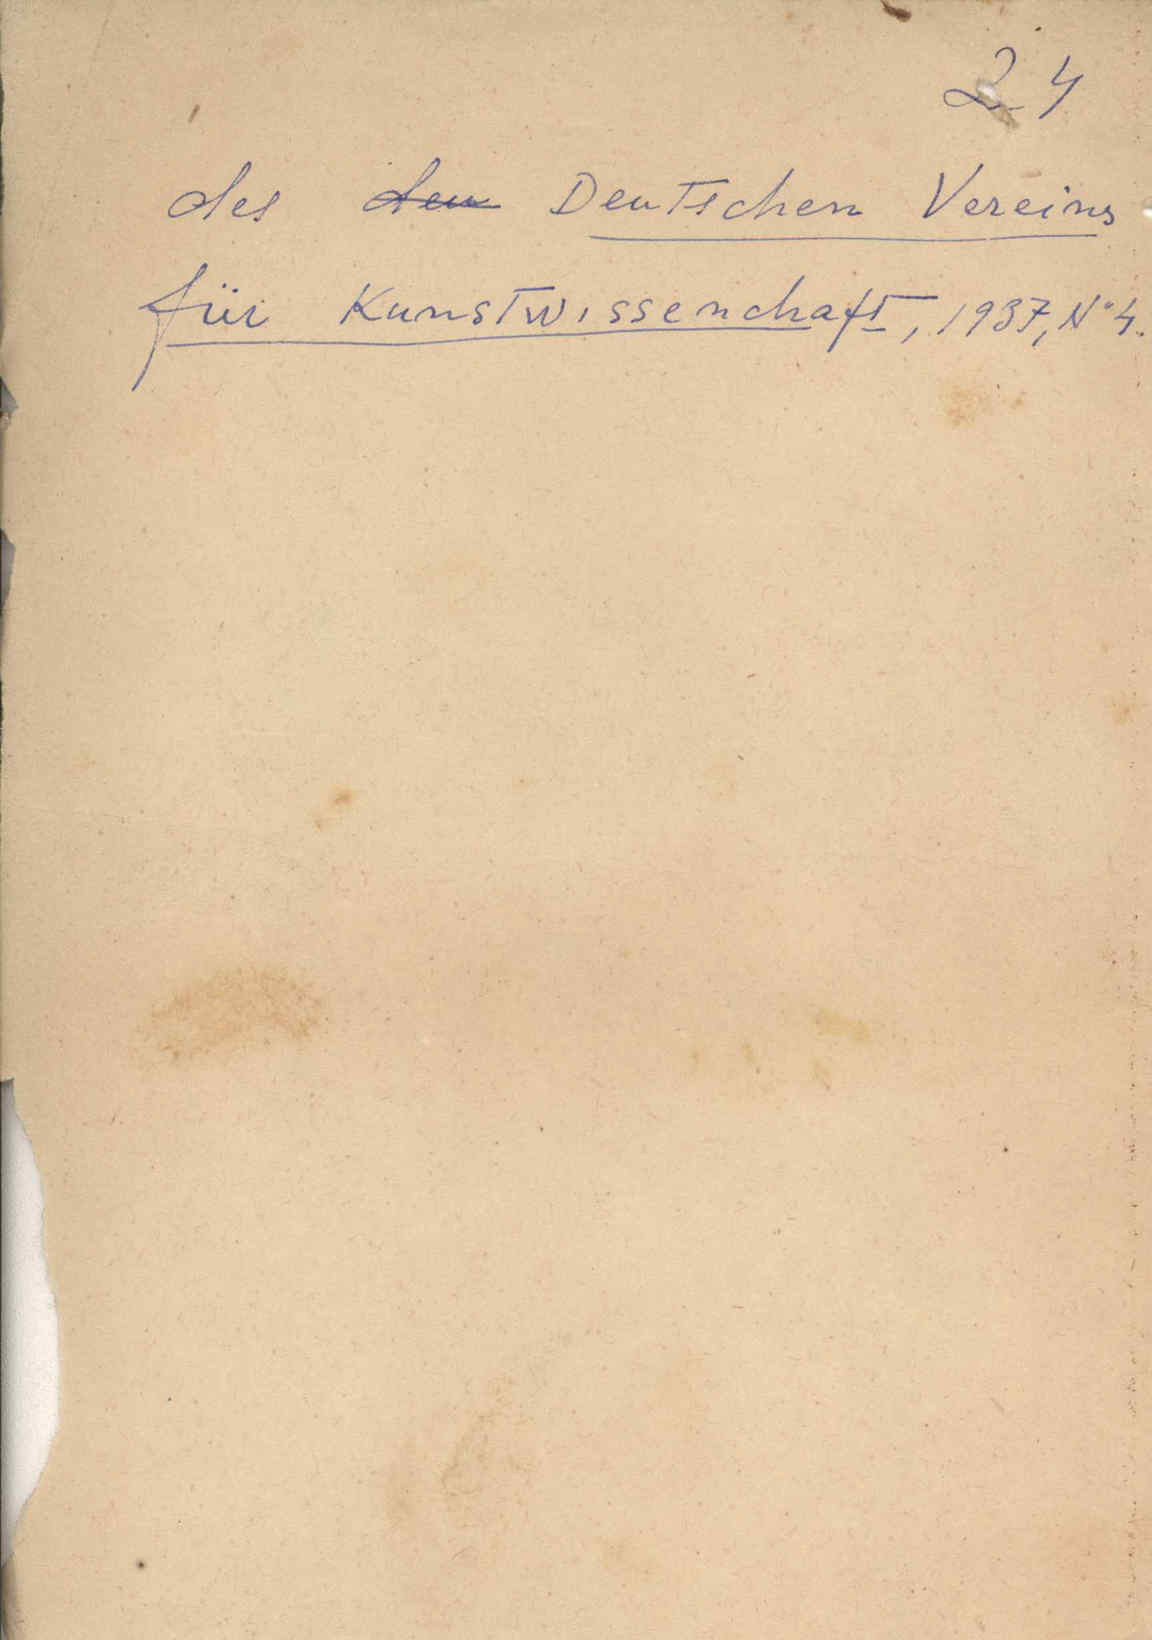 24
des den Deutschen Vereins
für Kunstwissenchaft, 1937, N° 4.